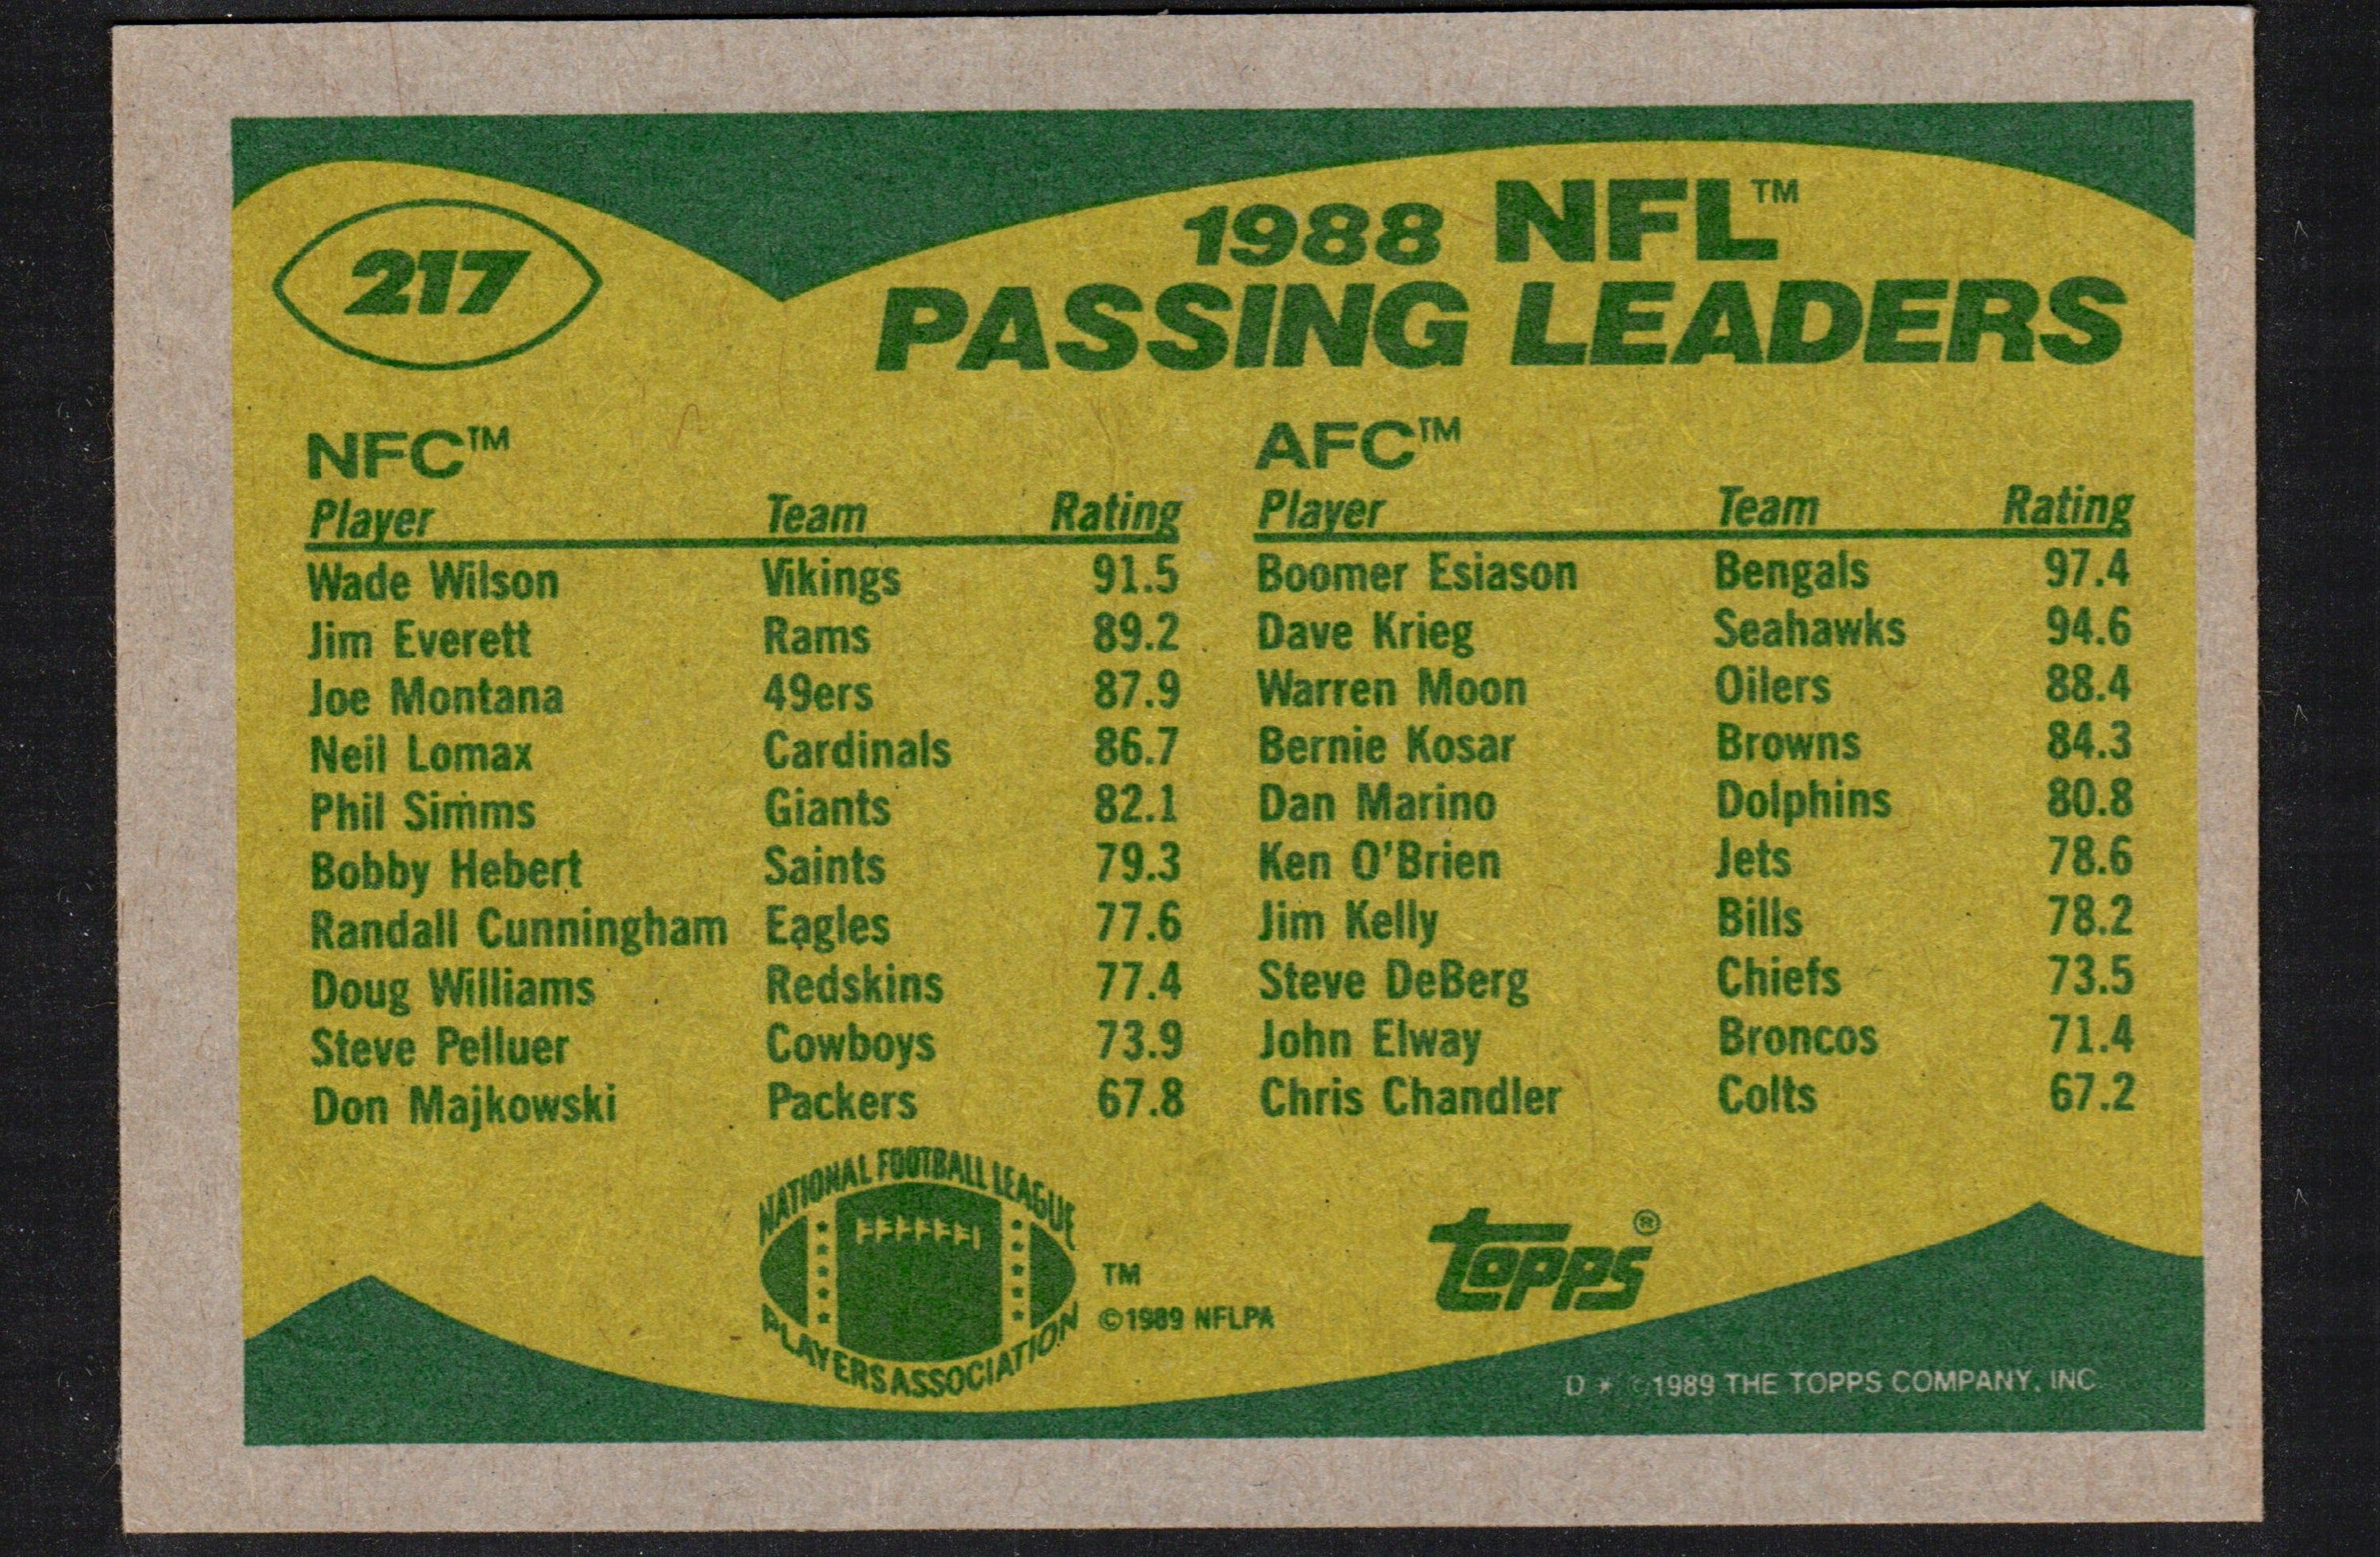 217
1988 NFL™
PASSING LEADERS
NFC™
Player Team Rating
Wade Wilson Vikings 91.5
Jim Everett Rams 89.2
Joe Montana 49ers 87.9
Neil Lomax Cardinals 86.7
Phil Simms Giants 82.1
Bobby Hebert Saints 79.3
Randall Cunningham Eagles 77.6
Doug Williams Redskins 77.4
Steve Pelluer Cowboys 73.9
Don Majkowski Packers 67.8
AFC™
Player Team Rating
Boomer Esiason Bengals 97.4
Dave Krieg Seahawks 94.6
Warren Moon Oilers 88.4
Bernie Kosar Browns 84.3
Dan Marino Dolphins 80.8
Ken O'Brien Jets 78.6
Jim Kelly Bills 78.2
Steve DeBerg Chiefs 73.5
John Elway Broncos 71.4
Chris Chandler Colts 67.2
NATIONAL FOOTBALL LEAGUE
PLAYERS ASSOCIATION
™
©1989 NFLPA
topps®
D * ©1989 THE TOPPS COMPANY, INC